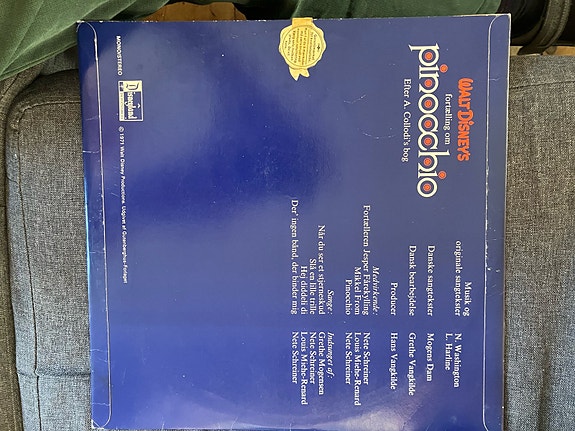 WALT DISNEY'S
fortælling om
pinocchio
Efter A. Collodi's bog
Musik og
originale sangtekster
N. Washington
L. Harline
Danske sangtekster
Mogens Dam
Dansk bearbejdelse
Grethe Vangkilde
Producer
Hans Vangkilde
Medvirkende:
Fortælleren Jesper Fårekylling
Nete Schreiner
Mikkel From
Louis Miehe-Renard
Pinocchio
Nete Schreiner
Sange:
Indsunget af:
Når du ser et stjerneskud
Grethe Mogensen
Slå en lille trille
Nete Schreiner
Hej diddeli di
Louis Miehe-Renard
Der' ingen bånd, der binder mig
Nete Schreiner
MONO/STEREO
Disneyland
© 1971 Walt Disney Productions. Udgivet af Gutenberghus-Forlaget